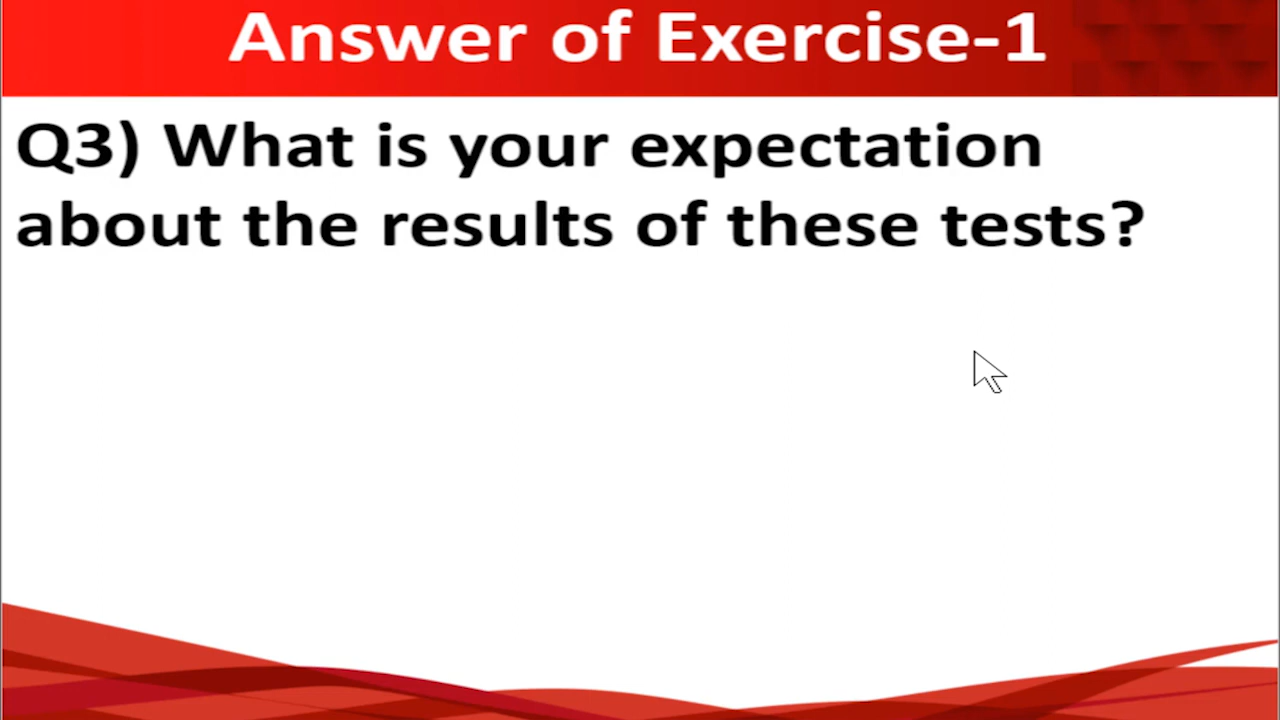 Answer of Exercise-1
Q3) What is your expectation
about the results of these tests?